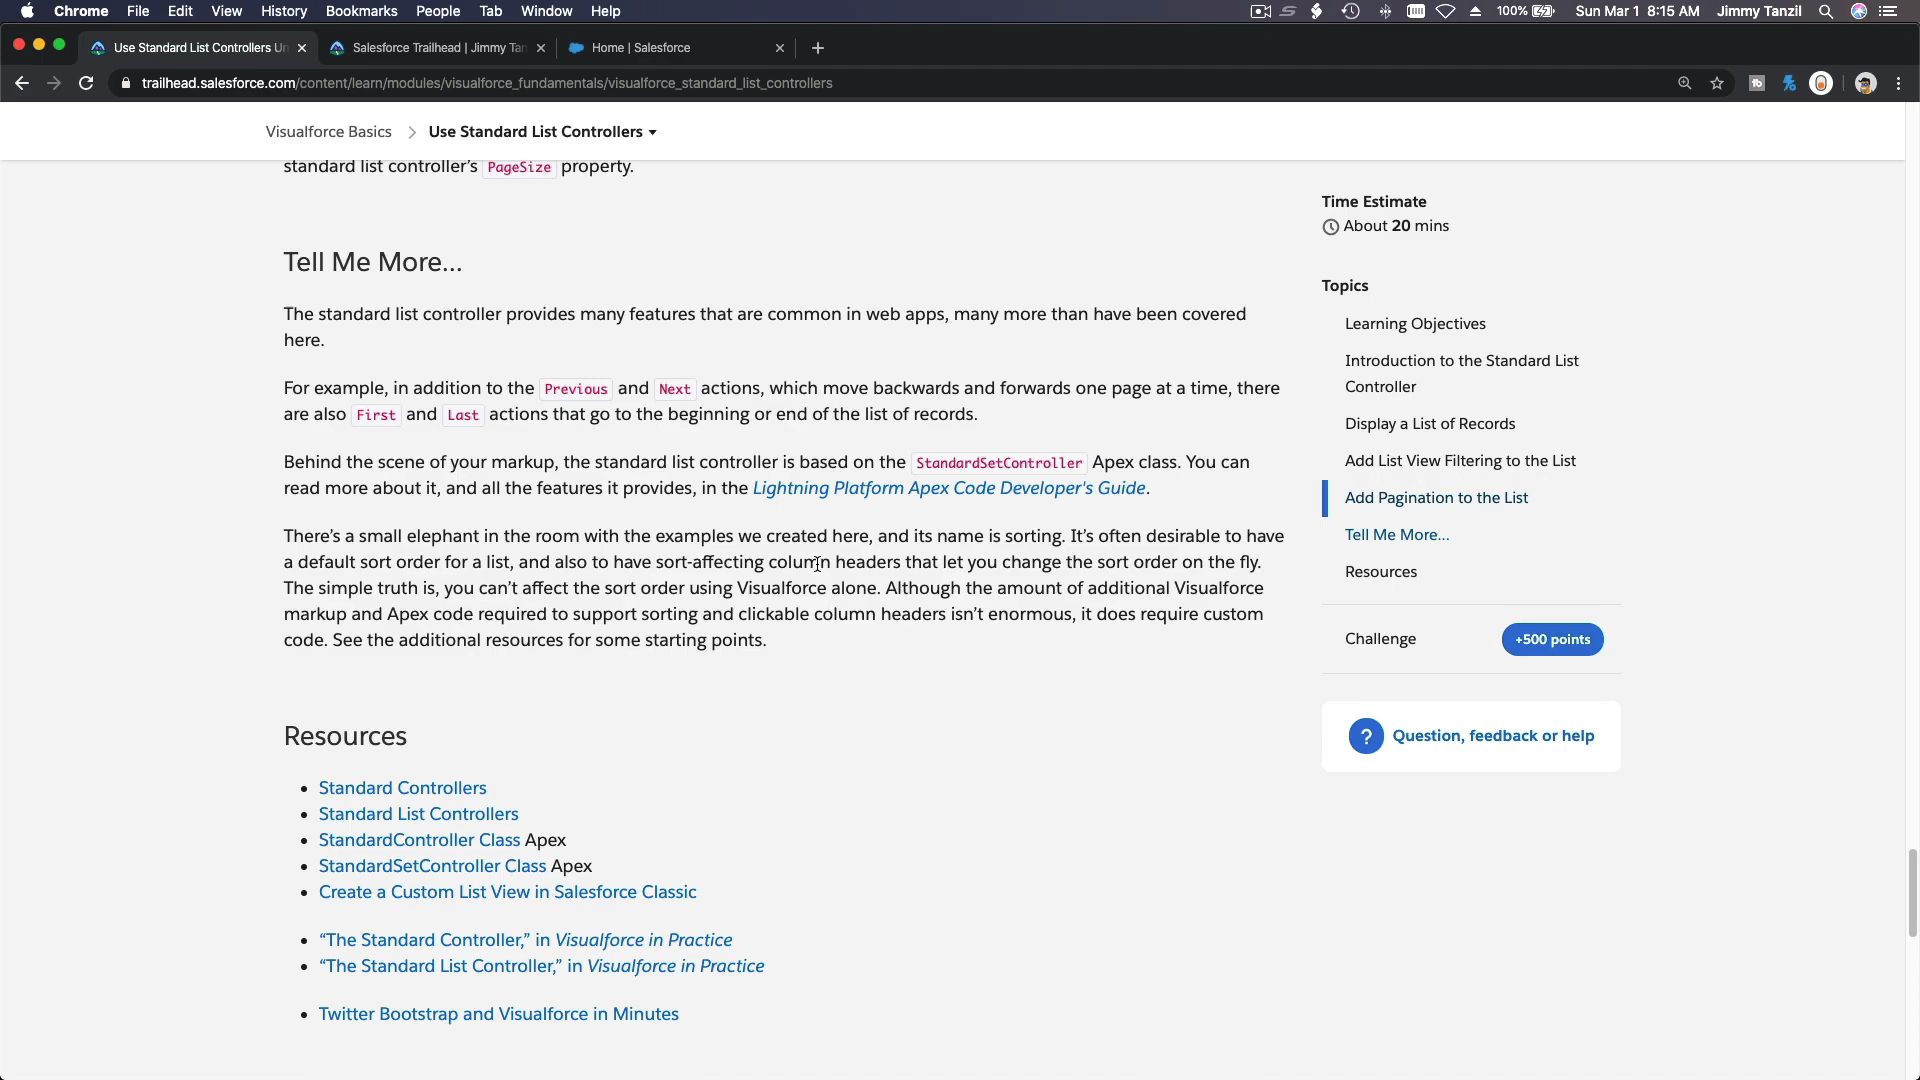 Chrome File Edit View History Bookmarks People Tab Window Help 100% Sun Mar 1 8:15 AM Jimmy Tanzil
Use Standard List Controllers Un
Salesforce Trailhead | Jimmy Tan
Home | Salesforce
trailhead.salesforce.com/content/learn/modules/visualforce_fundamentals/visualforce_standard_list_controllers
Visualforce Basics > Use Standard List Controllers
standard list controller's PageSize property.
Tell Me More...
The standard list controller provides many features that are common in web apps, many more than have been covered
here.
For example, in addition to the Previous and Next actions, which move backwards and forwards one page at a time, there
are also First and Last actions that go to the beginning or end of the list of records.
Behind the scene of your markup, the standard list controller is based on the StandardSetController Apex class. You can
read more about it, and all the features it provides, in the Lightning Platform Apex Code Developer's Guide.
There's a small elephant in the room with the examples we created here, and its name is sorting. It's often desirable to have
a default sort order for a list, and also to have sort-affecting column headers that let you change the sort order on the fly.
The simple truth is, you can't affect the sort order using Visualforce alone. Although the amount of additional Visualforce
markup and Apex code required to support sorting and clickable column headers isn't enormous, it does require custom
code. See the additional resources for some starting points.
Resources
• Standard Controllers
• Standard List Controllers
• StandardController Class Apex
• StandardSetController Class Apex
• Create a Custom List View in Salesforce Classic
• “The Standard Controller,” in Visualforce in Practice
• “The Standard List Controller,” in Visualforce in Practice
• Twitter Bootstrap and Visualforce in Minutes
Time Estimate
About 20 mins
Topics
Learning Objectives
Introduction to the Standard List
Controller
Display a List of Records
Add List View Filtering to the List
Add Pagination to the List
Tell Me More...
Resources
Challenge
+500 points
? Question, feedback or help